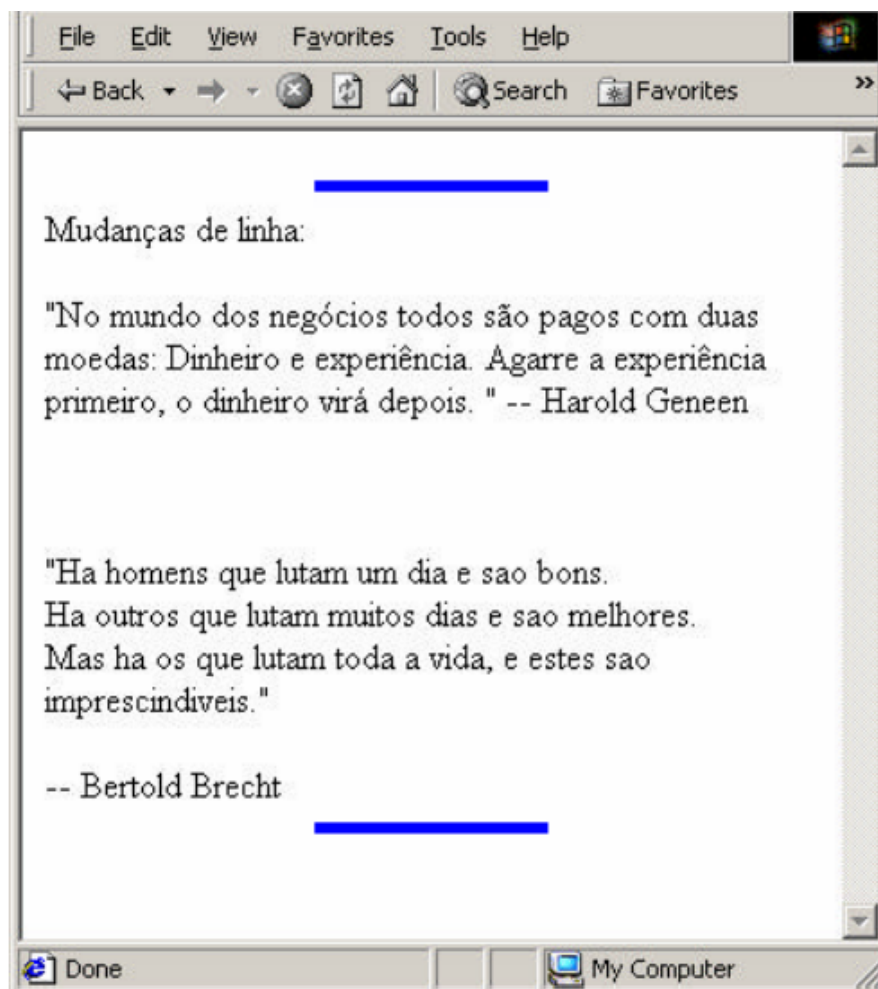 File Edit View Favorites Tools Help
Back Search Favorites »
Mudanças de linha:
"No mundo dos negócios todos são pagos com duas
moedas: Dinheiro e experiência. Agarre a experiência
primeiro, o dinheiro virá depois. " -- Harold Geneen
"Ha homens que lutam um dia e sao bons.
Ha outros que lutam muitos dias e sao melhores.
Mas ha os que lutam toda a vida, e estes sao
imprescindiveis."
-- Bertold Brecht
Done My Computer